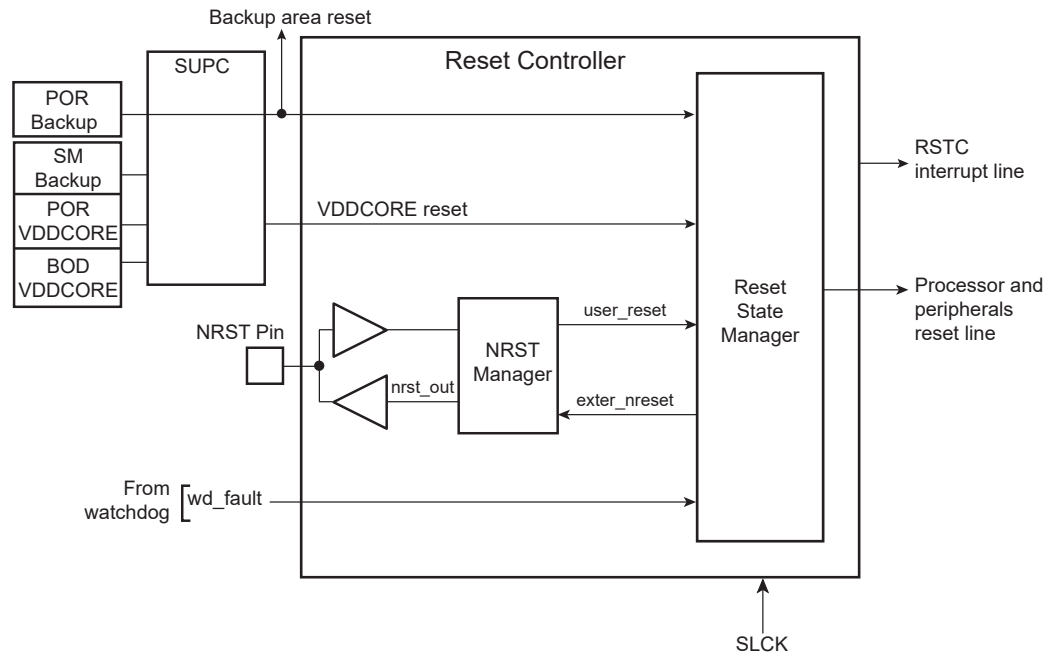 Backup area reset
Reset Controller
SUPC
POR
Backup
SM
Backup
POR
VDDCORE
BOD
VDDCORE
VDDCORE reset
RSTC
interrupt line
Reset
State
Manager
Processor and
peripherals
reset line
NRST Pin
NRST
Manager
user_reset
nrst_out
exter_nreset
From
watchdog
wd_fault
SLCK